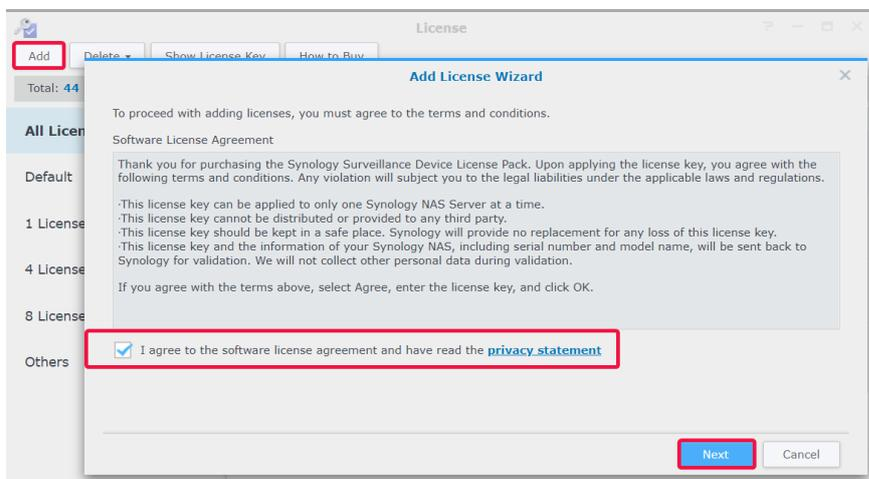 License
Add Delete Show License Key How to Buy
Total: 44
Add License Wizard
To proceed with adding licenses, you must agree to the terms and conditions.
Software License Agreement
Thank you for purchasing the Synology Surveillance Device License Pack. Upon applying the license key, you agree with the
following terms and conditions. Any violation will subject you to the legal liabilities under the applicable laws and regulations.
·This license key can be applied to only one Synology NAS Server at a time.
·This license key cannot be distributed or provided to any third party.
·This license key should be kept in a safe place. Synology will provide no replacement for any loss of this license key.
·This license key and the information of your Synology NAS, including serial number and model name, will be sent back to
Synology for validation. We will not collect other personal data during validation.
If you agree with the terms above, select Agree, enter the license key, and click OK.
I agree to the software license agreement and have read the privacy statement
Next Cancel
All Licen
Default
1 License
4 License
8 License
Others